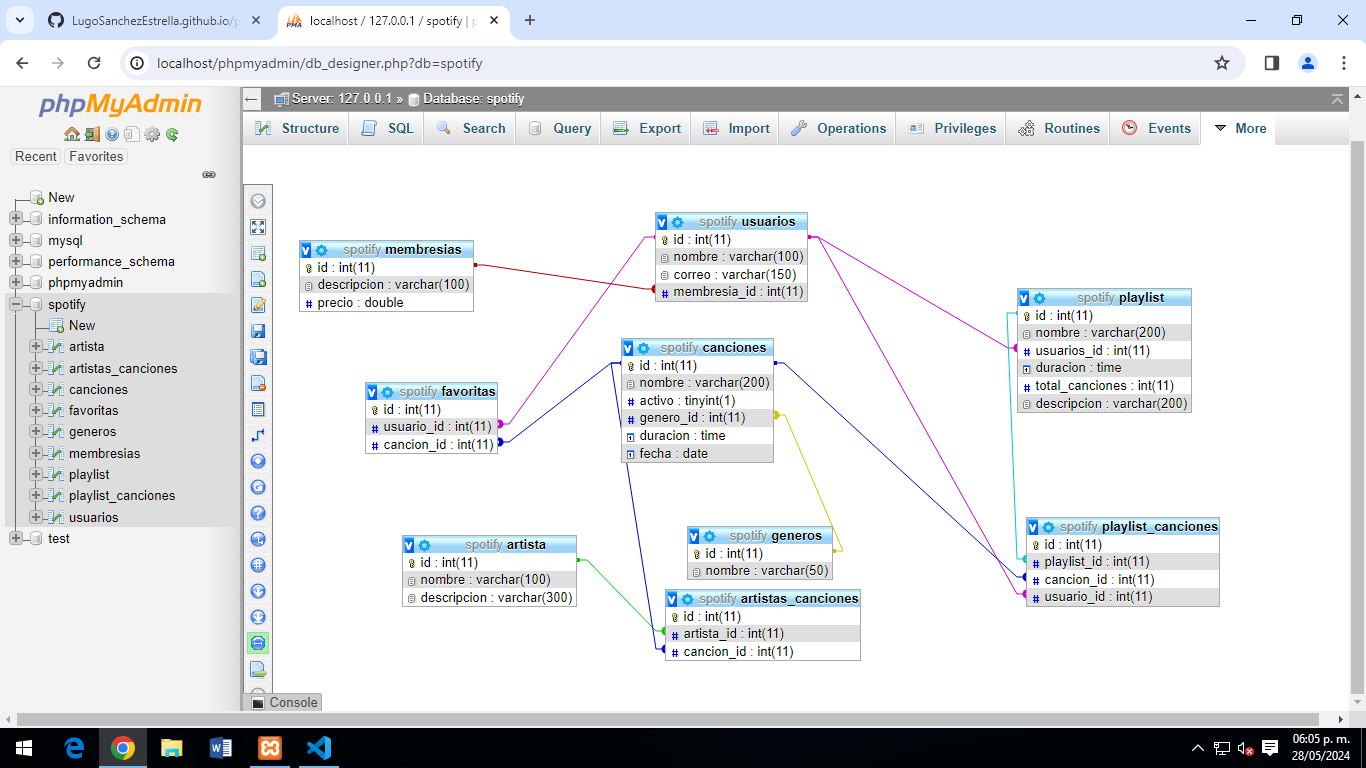 LugoSanchezEstrella.github.io/p
localhost / 127.0.0.1 / spotify | p
localhost/phpmyadmin/db_designer.php?db=spotify
phpMyAdmin
Recent
Favorites
New
information_schema
mysql
performance_schema
phpmyadmin
spotify
New
artista
artistas_canciones
canciones
favoritas
generos
membresias
playlist
playlist_canciones
usuarios
test
Server: 127.0.0.1 » Database: spotify
Structure
SQL
Search
Query
Export
Import
Operations
Privileges
Routines
Events
More
spotify membresias
id : int(11)
descripcion : varchar(100)
precio : double
spotify usuarios
id : int(11)
nombre : varchar(100)
correo : varchar(150)
membresia_id : int(11)
spotify playlist
id : int(11)
nombre : varchar(200)
usuarios_id : int(11)
duracion : time
total_canciones : int(11)
descripcion : varchar(200)
spotify canciones
id : int(11)
nombre : varchar(200)
activo : tinyint(1)
genero_id : int(11)
duracion : time
fecha : date
spotify favoritas
id : int(11)
usuario_id : int(11)
cancion_id : int(11)
spotify generos
id : int(11)
nombre : varchar(50)
spotify artista
id : int(11)
nombre : varchar(100)
descripcion : varchar(300)
spotify artistas_canciones
id : int(11)
artista_id : int(11)
cancion_id : int(11)
spotify playlist_canciones
id : int(11)
playlist_id : int(11)
cancion_id : int(11)
usuario_id : int(11)
Console
06:05 p. m.
28/05/2024